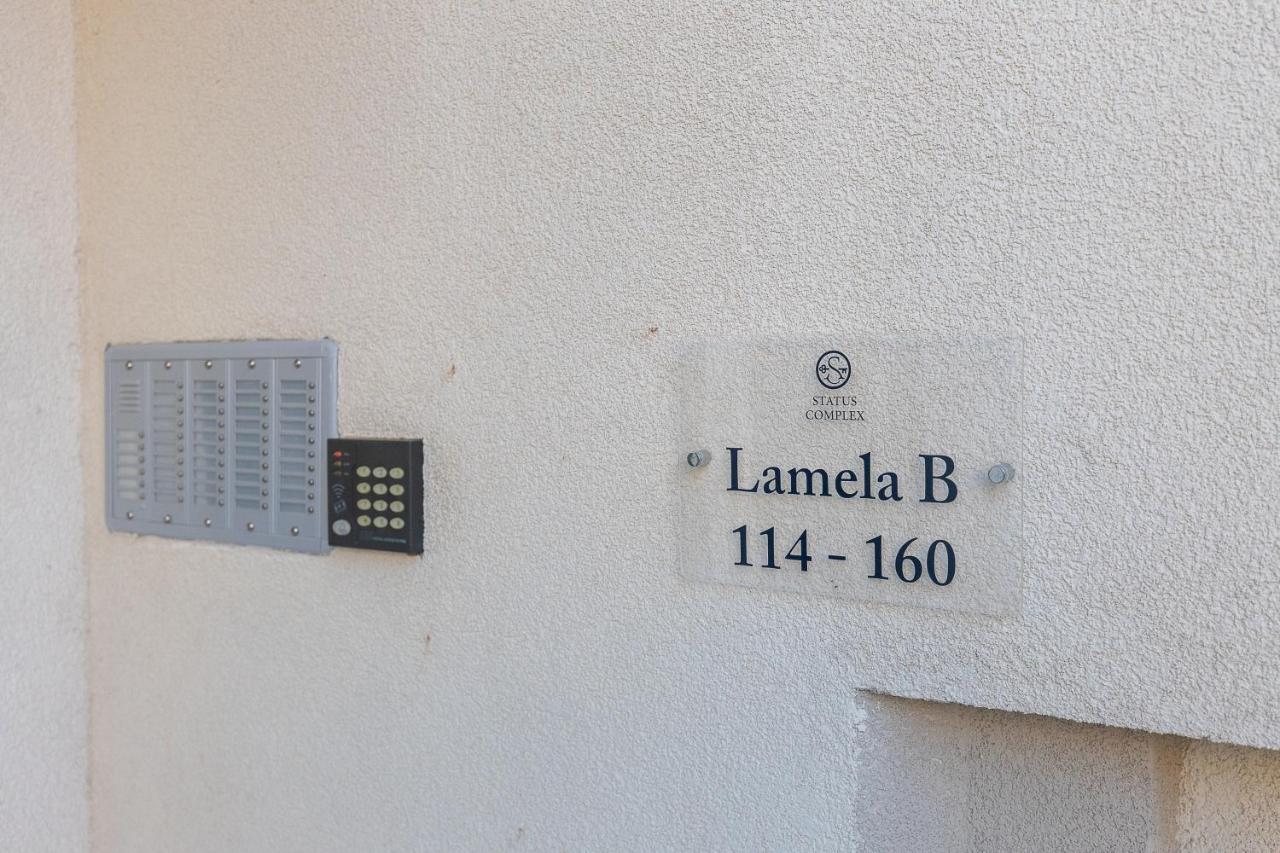 STATUS
COMPLEX
Lamela B
114 - 160